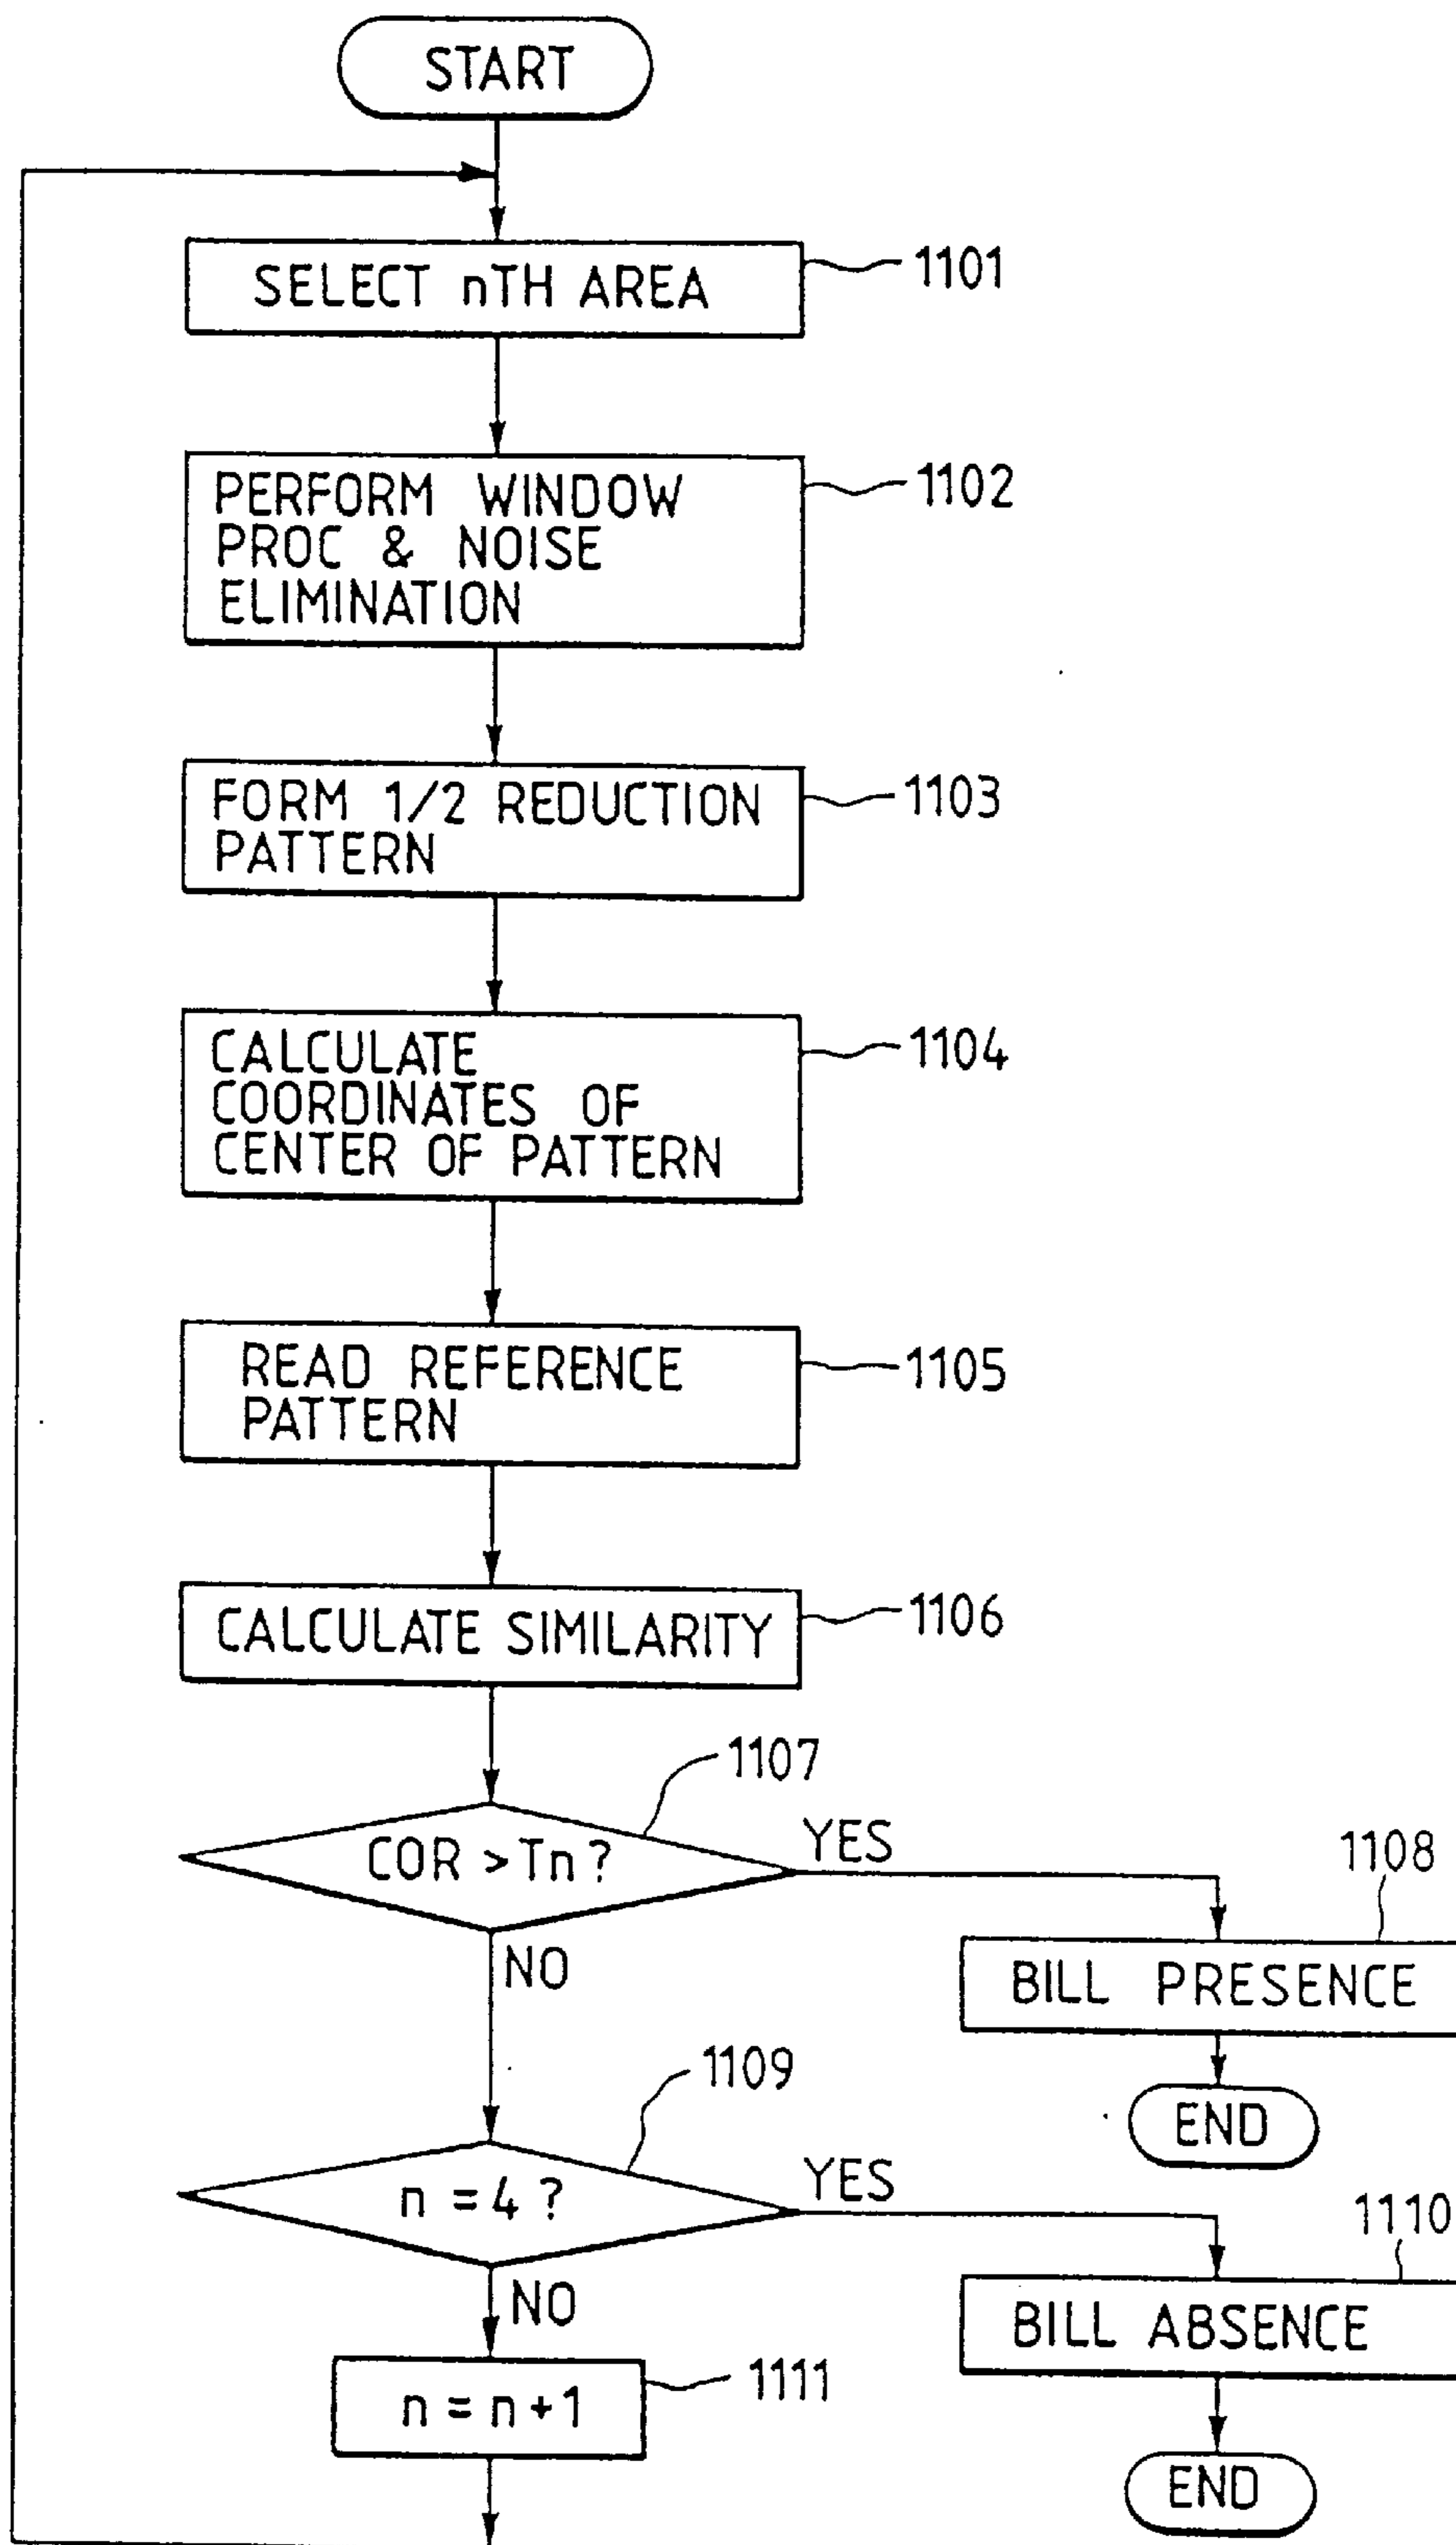 START
SELECT nTH AREA
1101
PERFORM WINDOW
PROC & NOISE
ELIMINATION
1102
FORM 1/2 REDUCTION
PATTERN
1103
CALCULATE
COORDINATES OF
CENTER OF PATTERN
1104
READ REFERENCE
PATTERN
1105
CALCULATE SIMILARITY
1106
1107
COR > Tn ?
YES
NO
1108
BILL PRESENCE
END
1109
n = 4 ?
YES
NO
1110
BILL ABSENCE
END
1111
n = n + 1